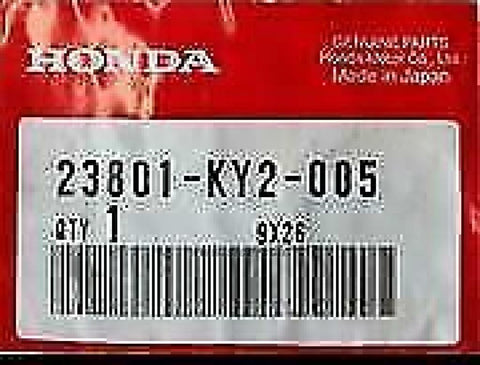 HONDA
GENUINE PARTS
Honda Motor Co., Ltd.
Made in Japan
23801-KY2-005
QTY 1 9X26